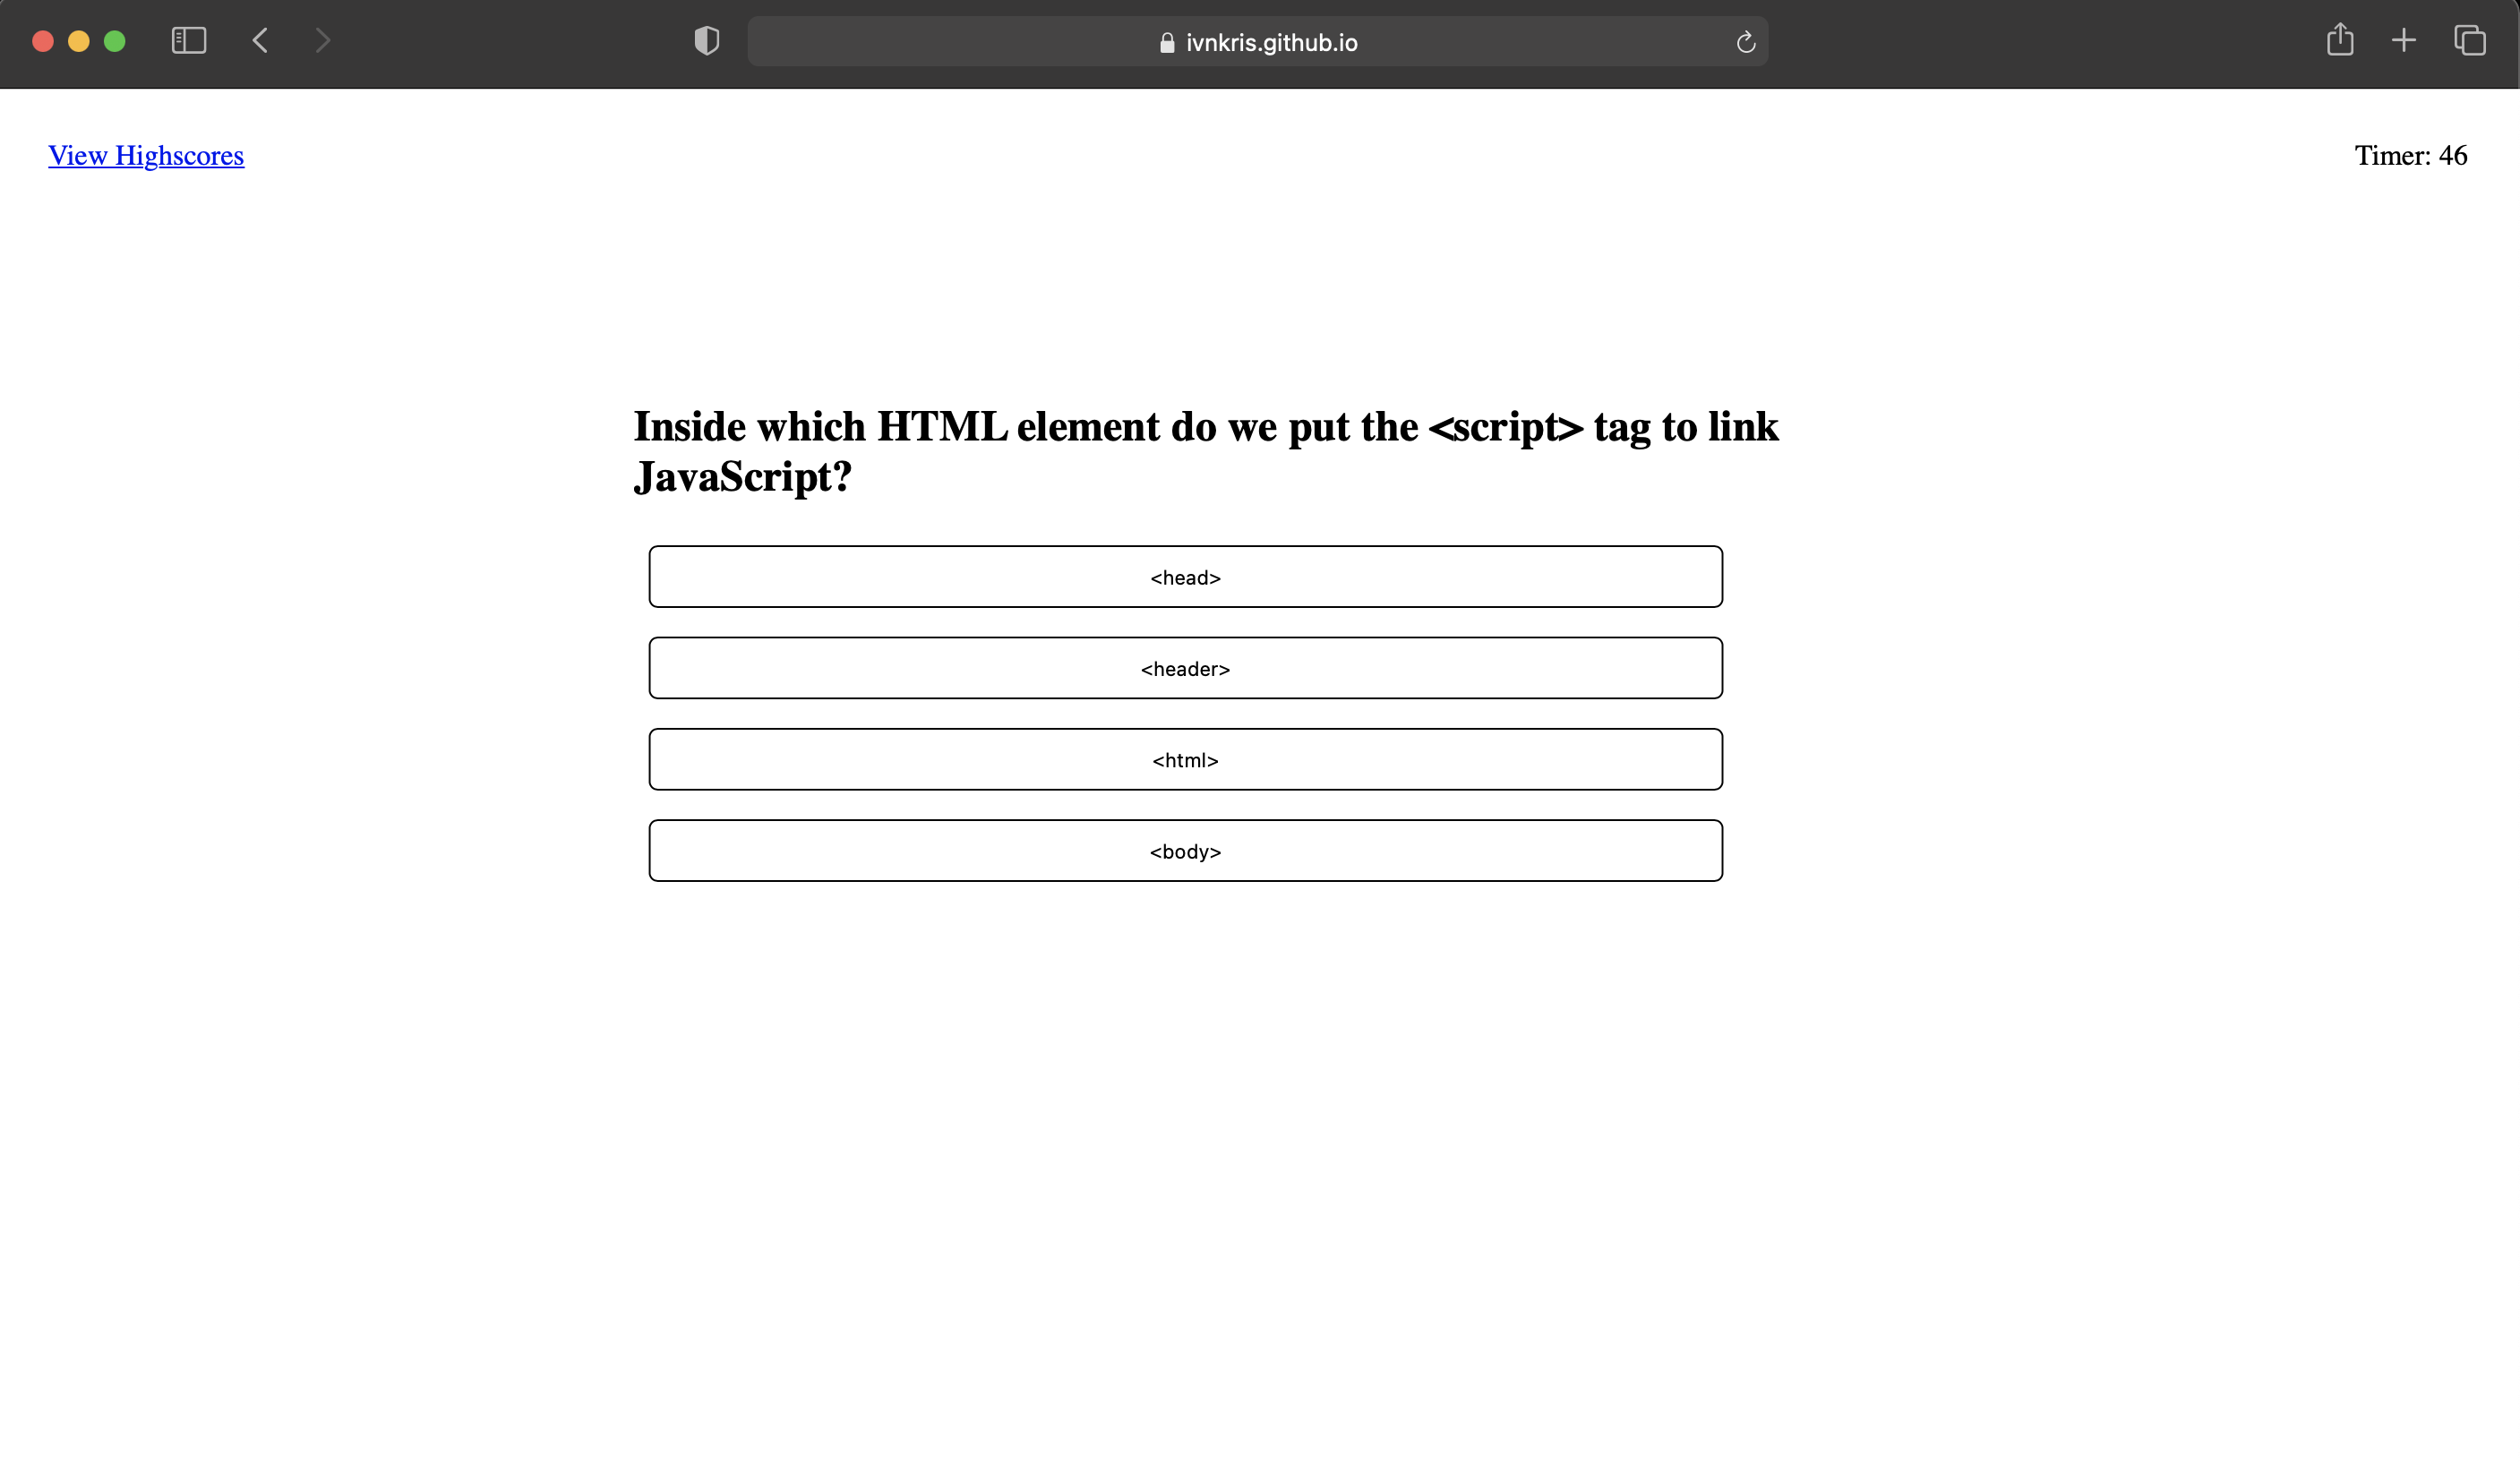 ivnkris.github.io
View Highscores
Timer: 46
Inside which HTML element do we put the <script> tag to link
JavaScript?
<head>
<header>
<html>
<body>